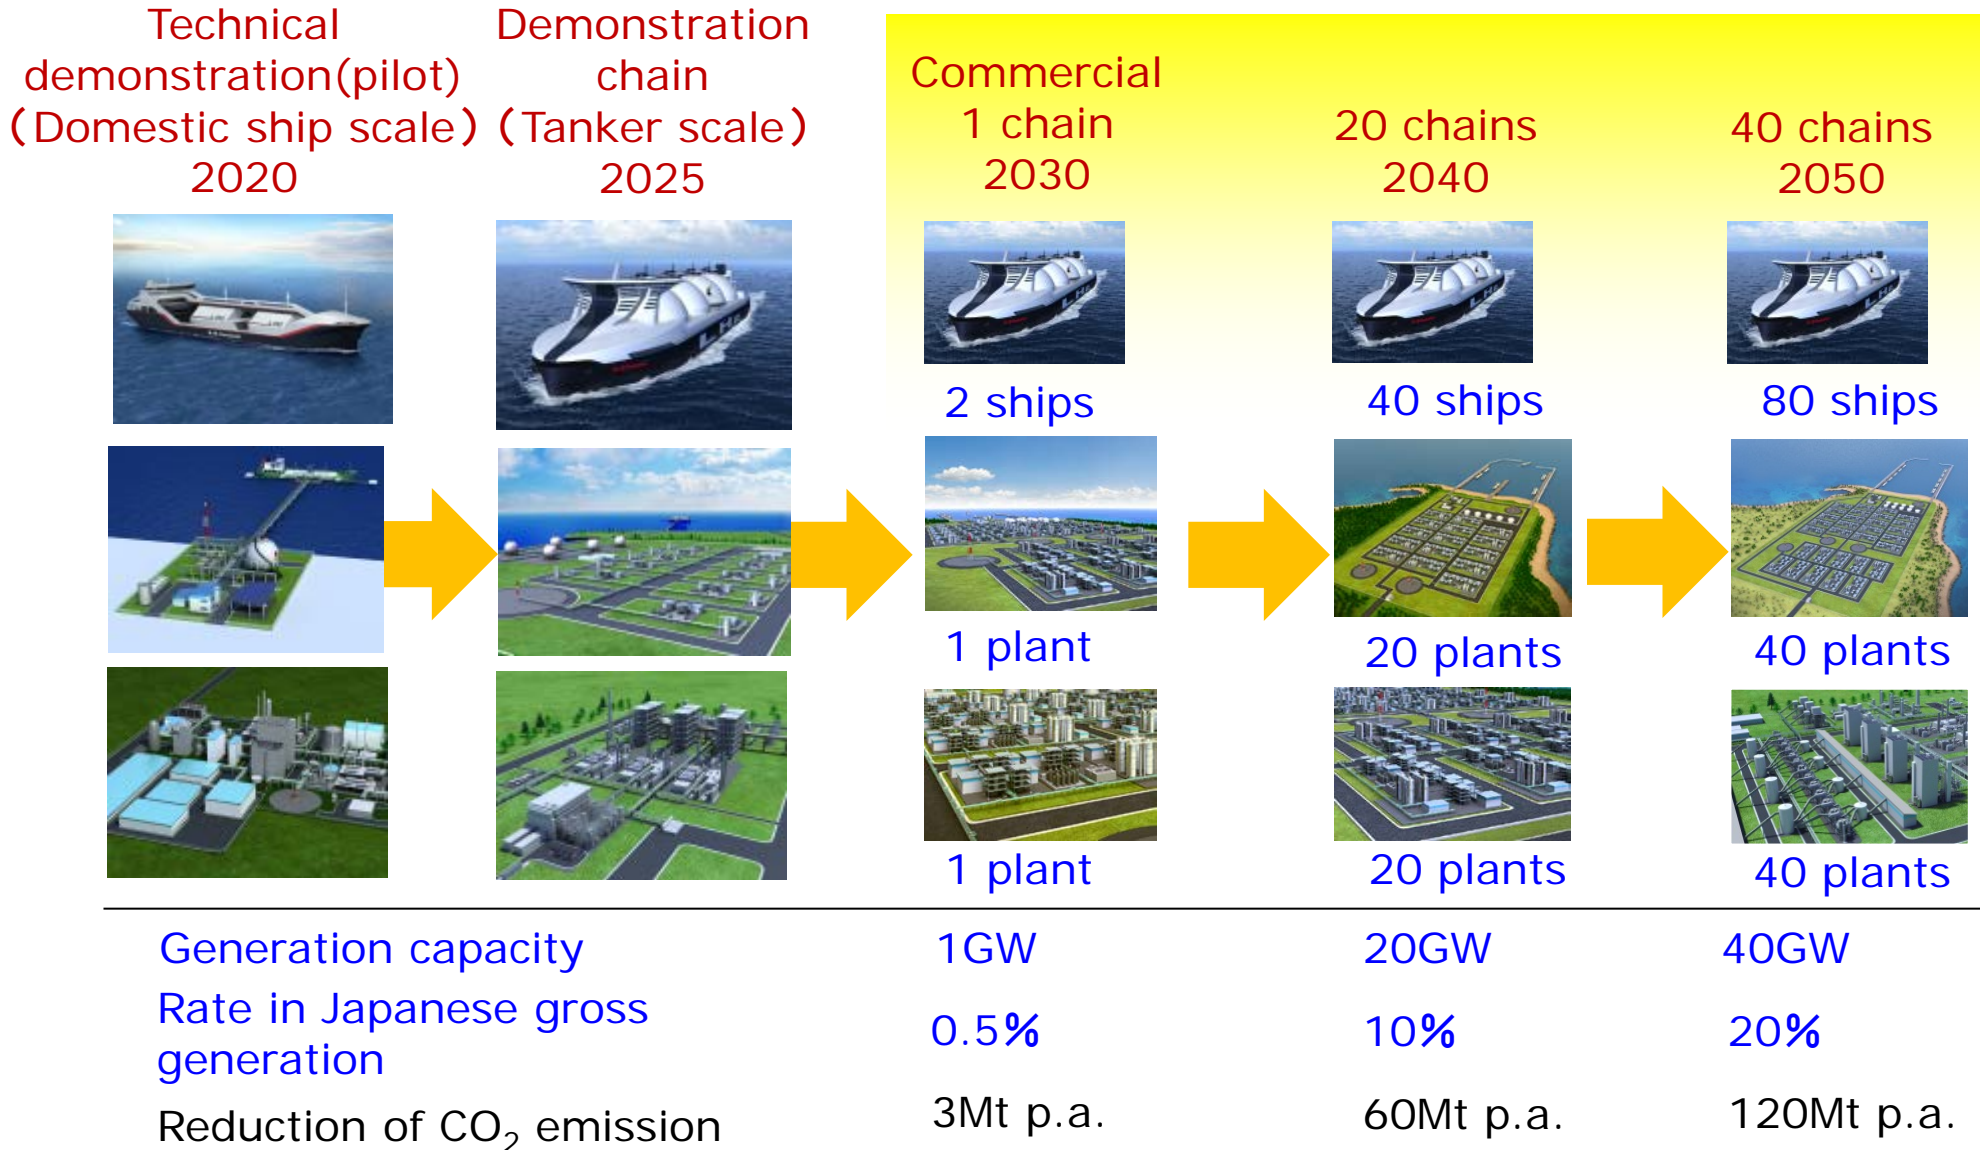 Technical
demonstration(pilot)
(Domestic ship scale)
2020
Demonstration
chain
(Tanker scale)
2025
Commercial
1 chain
2030
20 chains
2040
40 chains
2050
2 ships
40 ships
80 ships
1 plant
20 plants
40 plants
1 plant
20 plants
40 plants
Generation capacity
1GW
20GW
40GW
Rate in Japanese gross
generation
0.5%
10%
20%
Reduction of CO₂ emission
3Mt p.a.
60Mt p.a.
120Mt p.a.